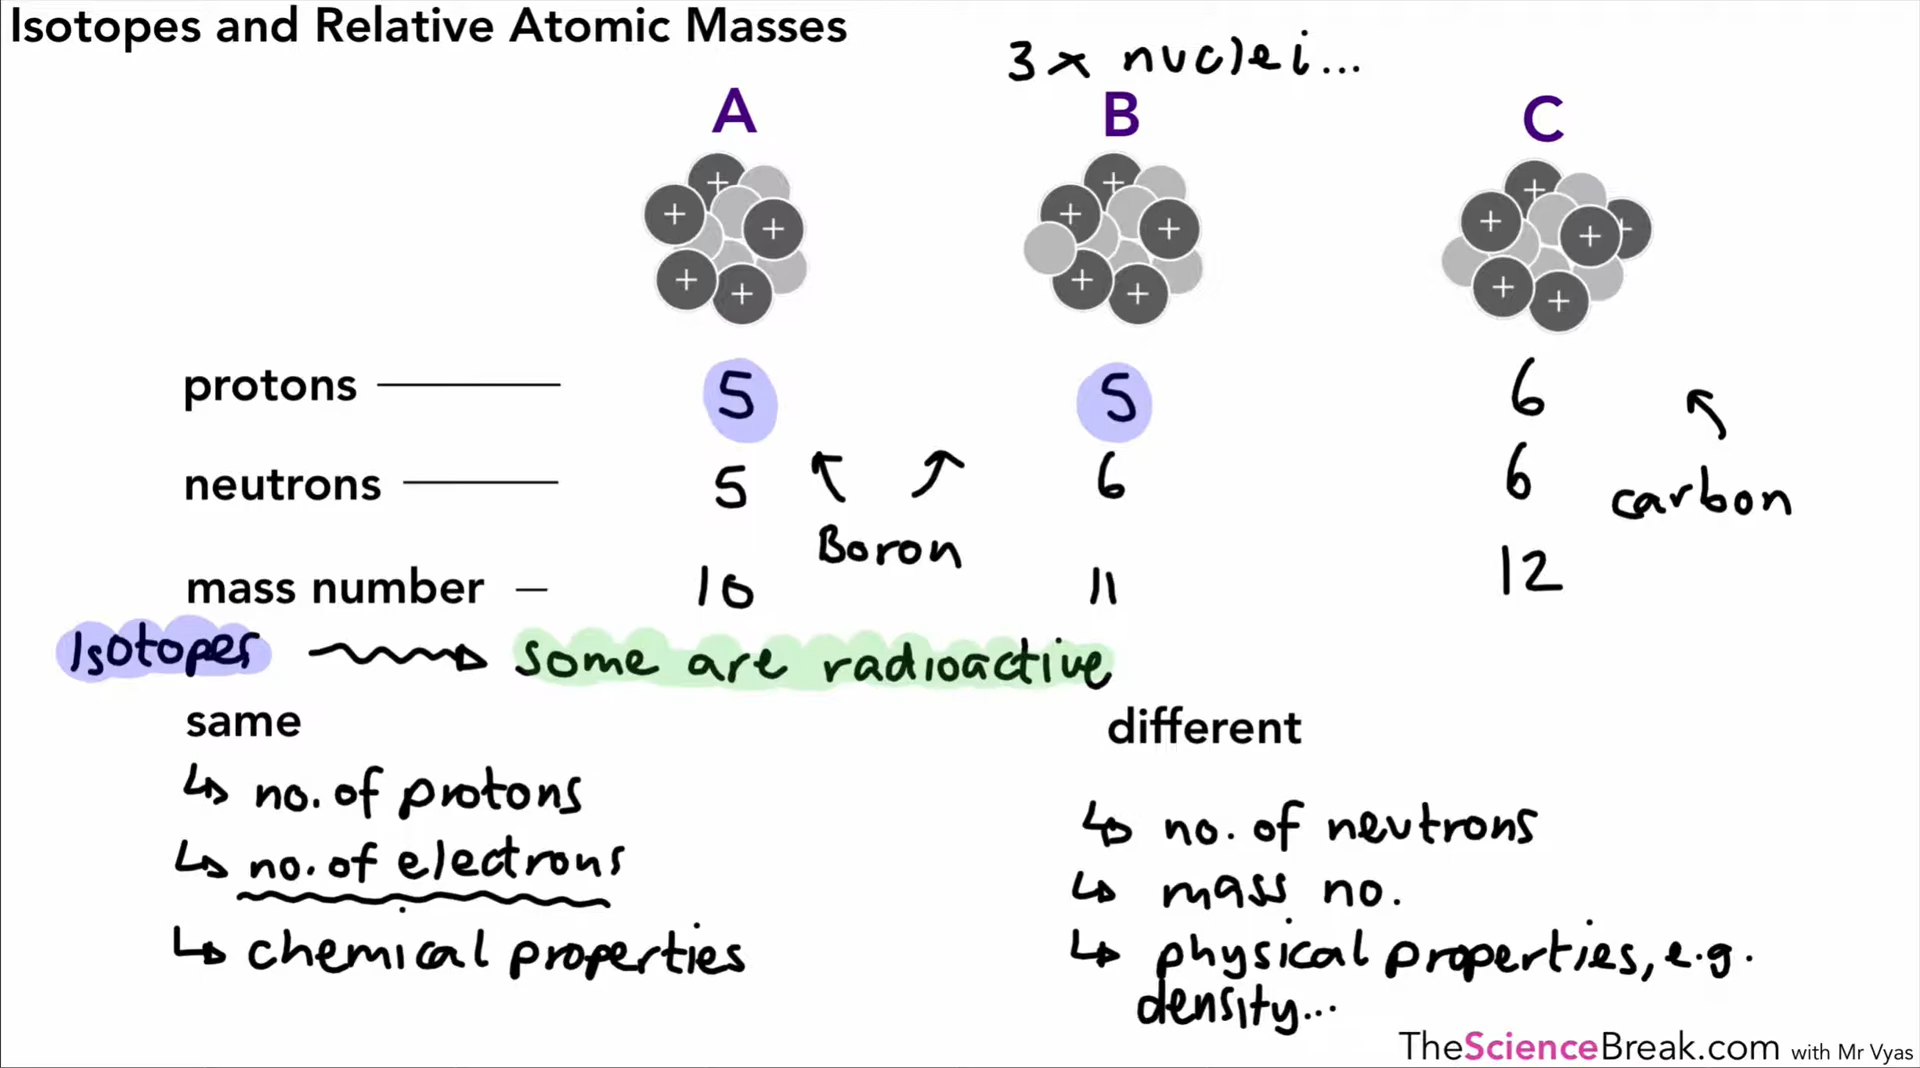 Isotopes and Relative Atomic Masses
3 x nuclei...
A B C
+ + + + +
+ + + + +
+ + + + + +
protons — 5 5 6
neutrons — 5 6 6
carbon
Boron
mass number – 10 11 12
Isotopes → some are radioactive
same
↳ no. of protons
↳ no. of electrons
↳ chemical properties
different
↳ no. of neutrons
↳ mass no.
↳ physical properties, e.g.
density...
TheScienceBreak.com with Mr Vyas